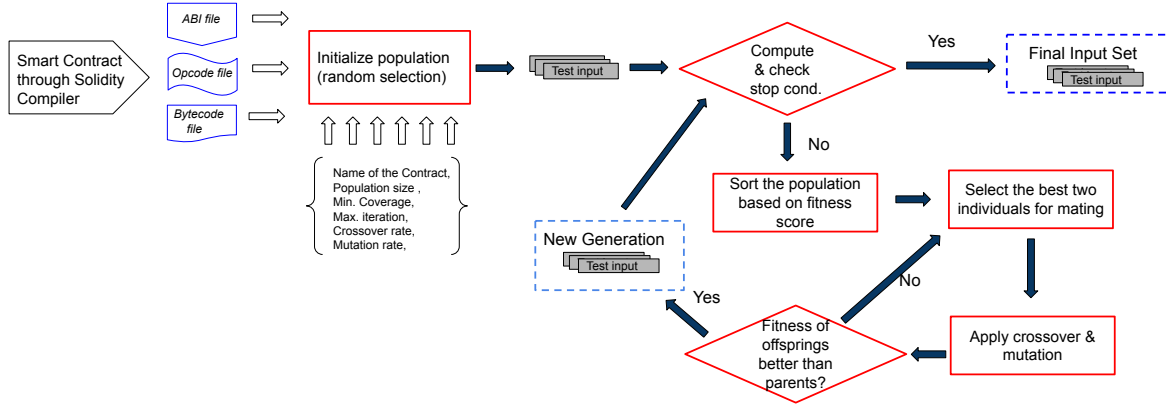 Smart Contract
through Solidity
Compiler
ABI file
Opcode file
Bytecode
file
Initialize population
(random selection)
Name of the Contract,
Population size ,
Min. Coverage,
Max. iteration,
Crossover rate,
Mutation rate,
Test input
Compute
& check
stop cond.
Yes
Final Input Set
Test input
No
Sort the population
based on fitness
score
Select the best two
individuals for mating
Apply crossover &
mutation
Fitness of
offsprings
better than
parents?
No
Yes
New Generation
Test input